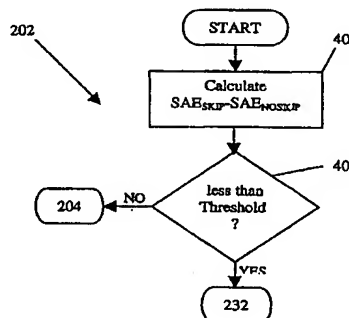 202
START
40
Calculate
SAE_SKIP-SAE_NOSKIP
40
less than
Threshold
?
NO
204
YES
232